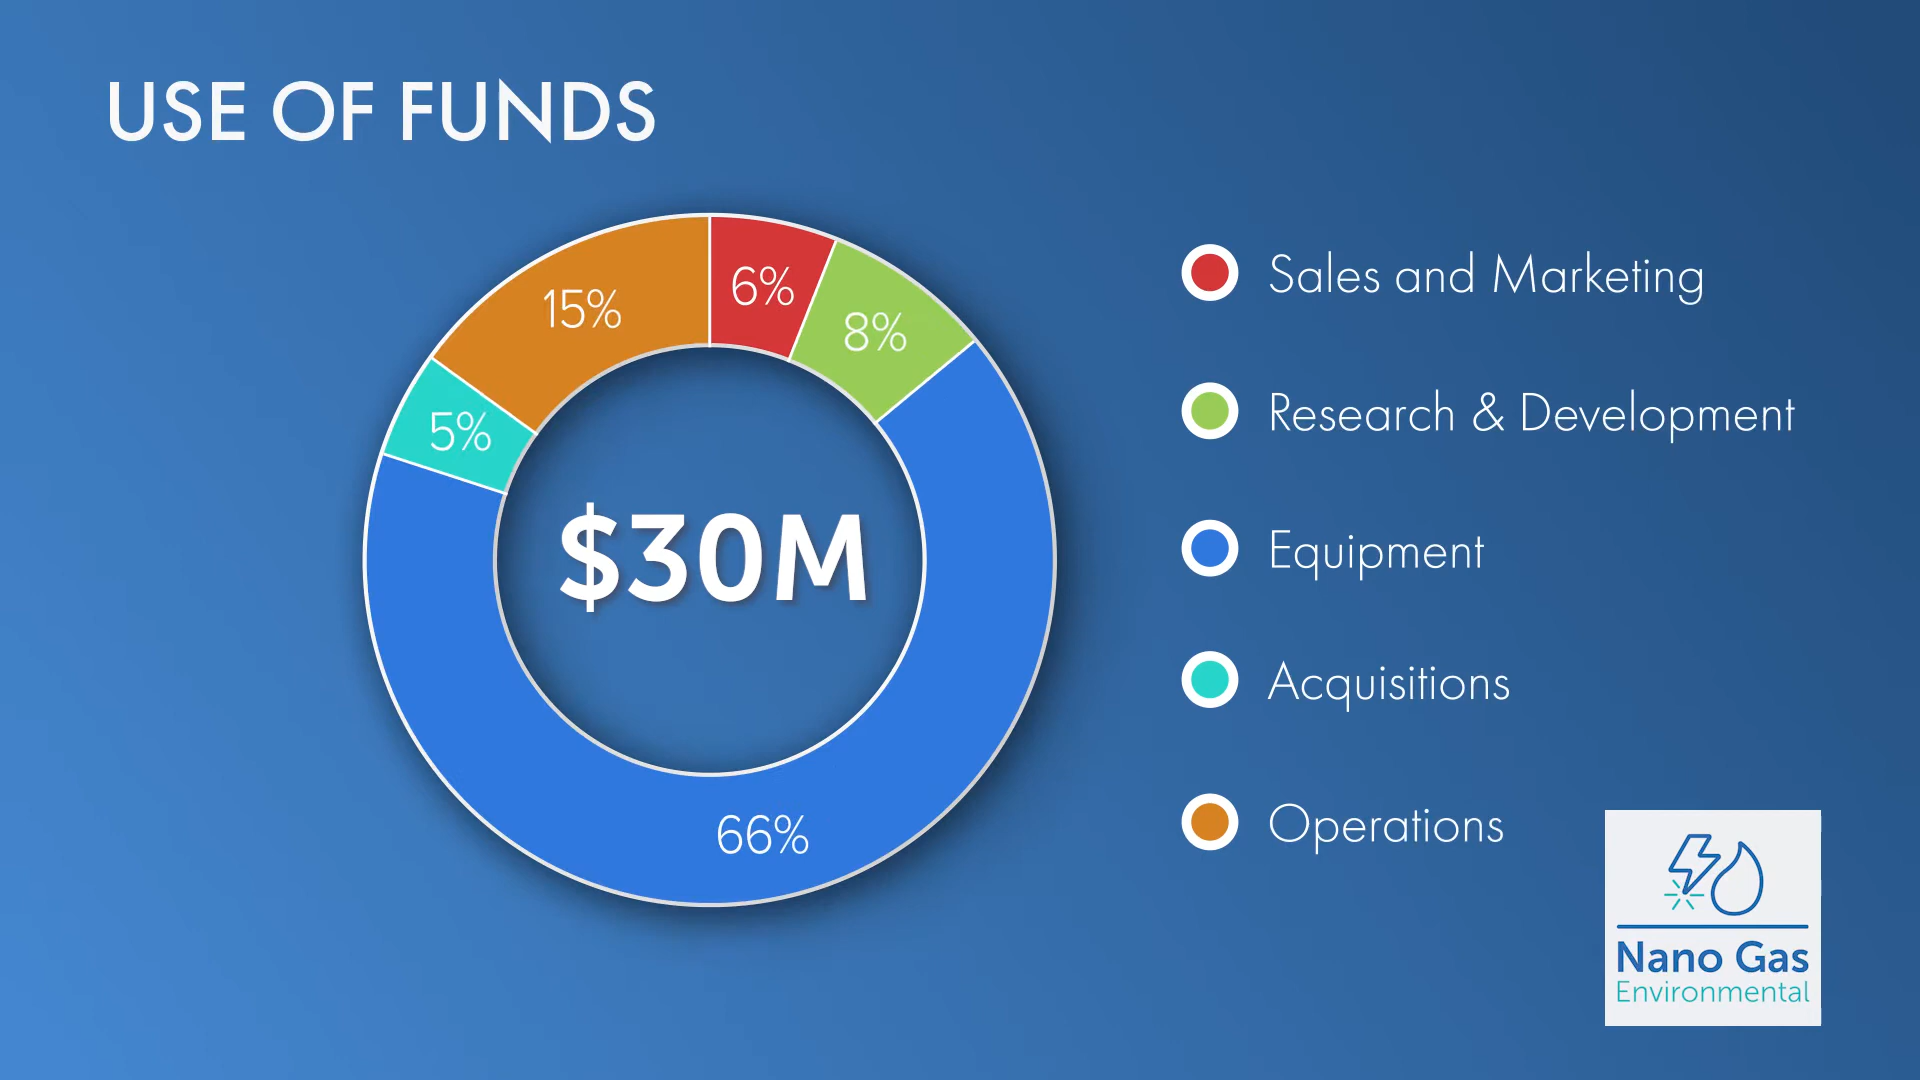 USE OF FUNDS
15%
6%
8%
5%
$30M
66%
Sales and Marketing
Research & Development
Equipment
Acquisitions
Operations
Nano Gas
Environmental